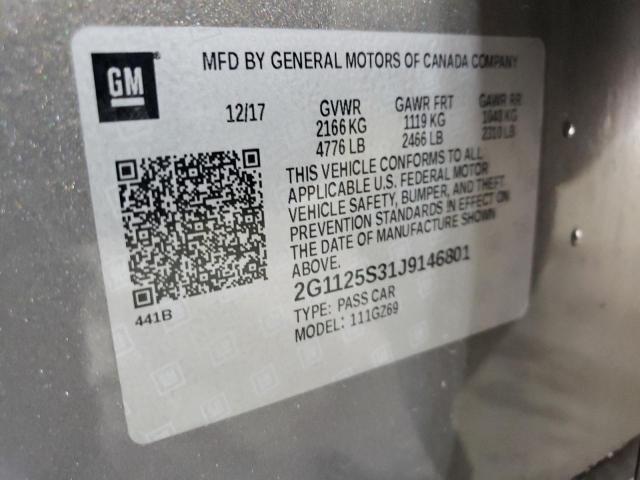 GM
MFD BY GENERAL MOTORS OF CANADA COMPANY
12/17 GVWR GAWR FRT GAWR RR
2166 KG 1119 KG 1048 KG
4776 LB 2466 LB 2310 LB
THIS VEHICLE CONFORMS TO ALL
APPLICABLE U.S. FEDERAL MOTOR
VEHICLE SAFETY, BUMPER, AND THEFT
PREVENTION STANDARDS IN EFFECT ON
THE DATE OF MANUFACTURE SHOWN
ABOVE.
2G1125S31J9146801
TYPE: PASS CAR
MODEL: 111GZ69
441B